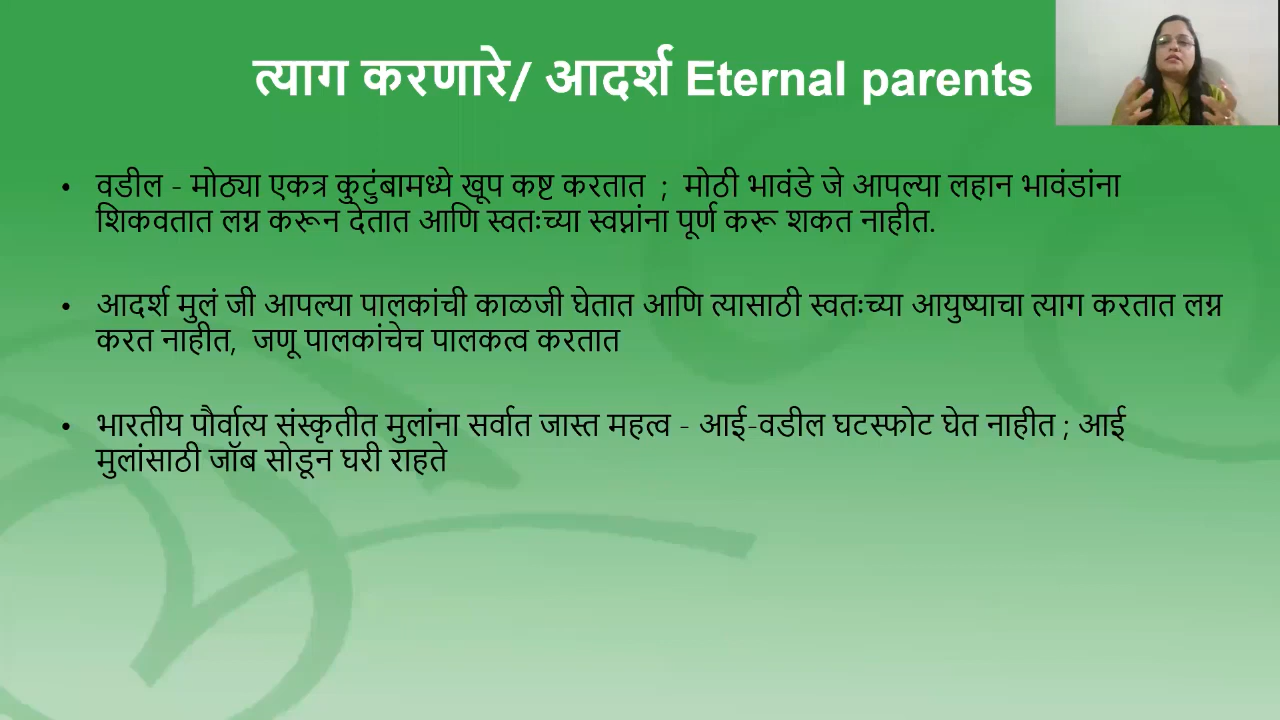 त्याग करणारे/ आदर्श Eternal parents
• वडील - मोठ्या एकत्र कुटुंबामध्ये खूप कष्ट करतात ; मोठी भावंडे जे आपल्या लहान भावंडांना
शिकवतात लग्न करून देतात आणि स्वतःच्या स्वप्नांना पूर्ण करू शकत नाहीत.
• आदर्श मुलं जी आपल्या पालकांची काळजी घेतात आणि त्यासाठी स्वतःच्या आयुष्याचा त्याग करतात लग्न
करत नाहीत, जणू पालकांचेच पालकत्व करतात
• भारतीय पौर्वात्य संस्कृतीत मुलांना सर्वात जास्त महत्व - आई-वडील घटस्फोट घेत नाहीत ; आई
मुलांसाठी जॉब सोडून घरी राहते